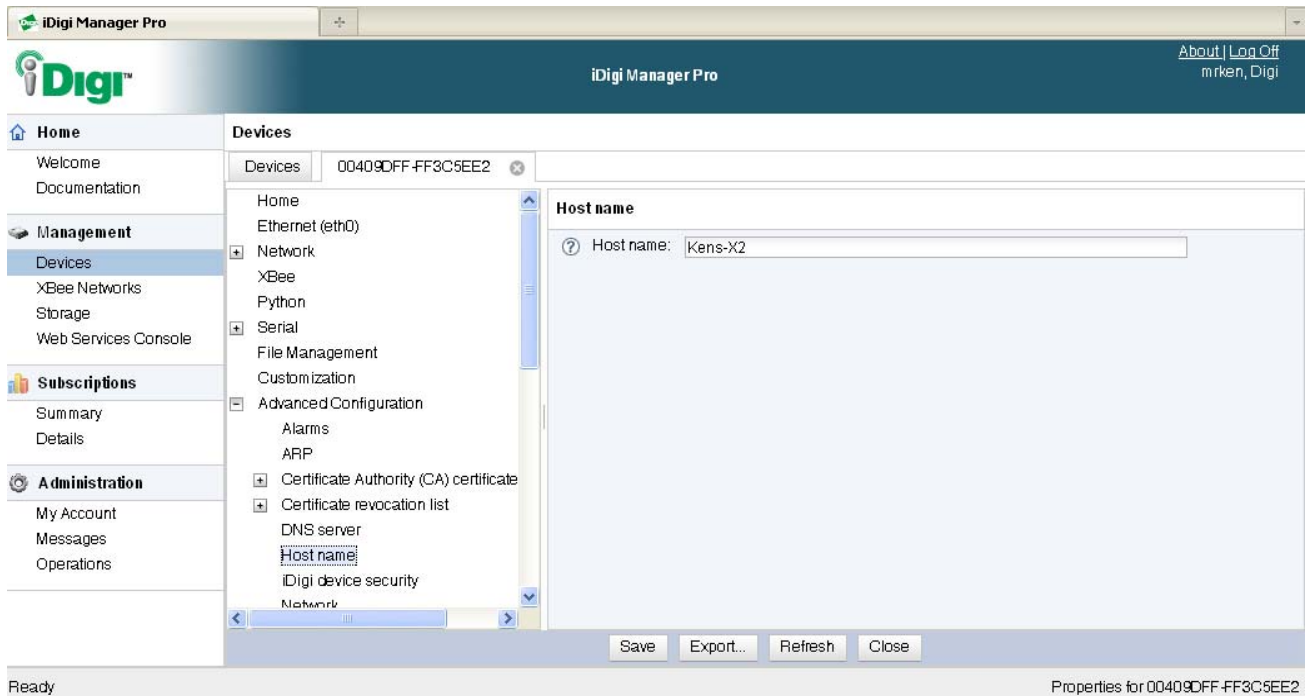 iDigi Manager Pro
iDigi™
iDigi Manager Pro
About | Log Off
mrken, Digi
Home
Welcome
Documentation
Management
Devices
XBee Networks
Storage
Web Services Console
Subscriptions
Summary
Details
Administration
My Account
Messages
Operations
Devices
Devices
00409DFF-FF3C5EE2
Home
Ethernet (eth0)
Network
XBee
Python
Serial
File Management
Customization
Advanced Configuration
Alarms
ARP
Certificate Authority (CA) certificate
Certificate revocation list
DNS server
Host name
iDigi device security
Network
Host name
Host name: Kens-X2
Save Export... Refresh Close
Ready
Properties for 00409DFF-FF3C5EE2